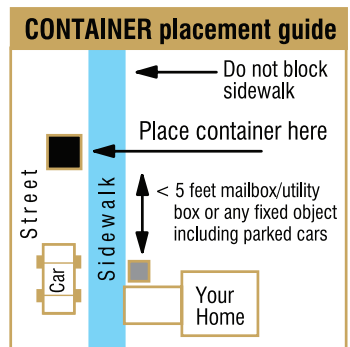 CONTAINER placement guide
Do not block
sidewalk
Place container here
< 5 feet mailbox/utility
box or any fixed object
including parked cars
Street
Sidewalk
Car
Your
Home